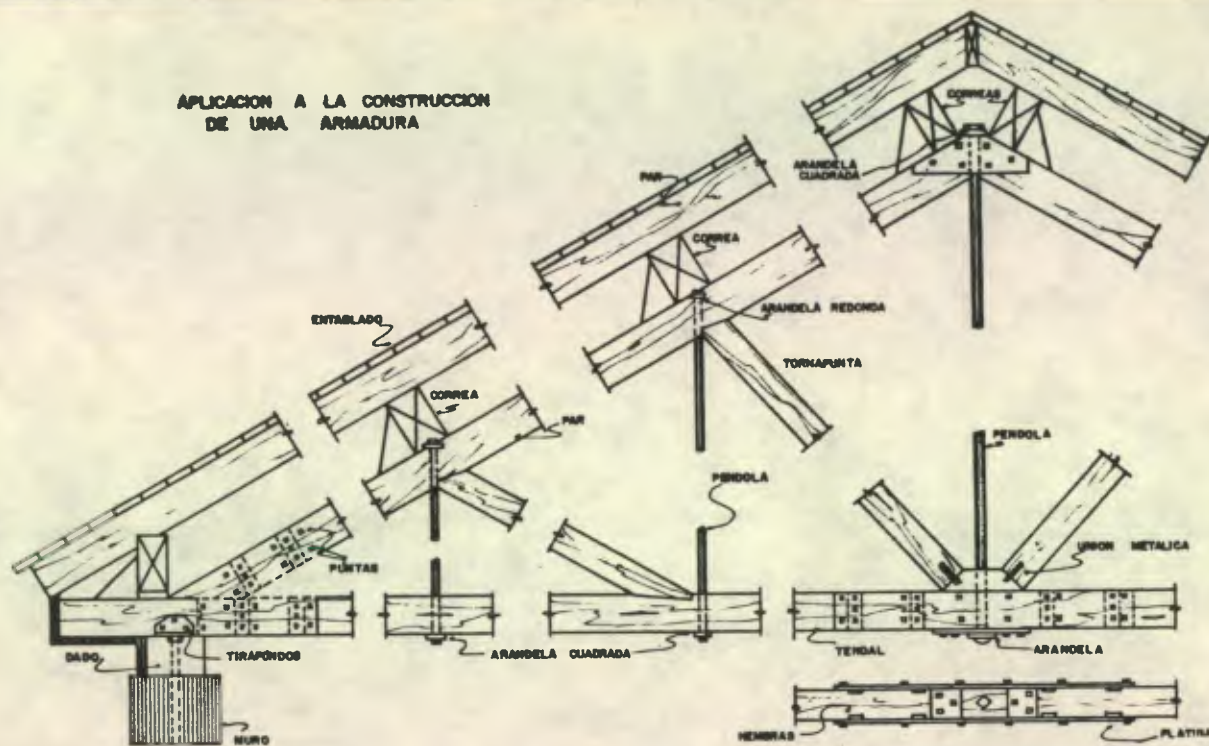 APLICACION A LA CONSTRUCCION
DE UNA ARMADURA
CORREAS
ARANDELA
CUADRADA
PAR
CORREA
ARANDELA REDONDA
TORNAPUNTA
ENTABLADO
CORREA
PAR
PENDOLA
PENDOLA
UNION METALICA
PUNTAS
DADO
TIRAFONDOS
ARANDELA CUADRADA
TENDAL
ARANDELA
MURO
HEMBRAS
PLATINA